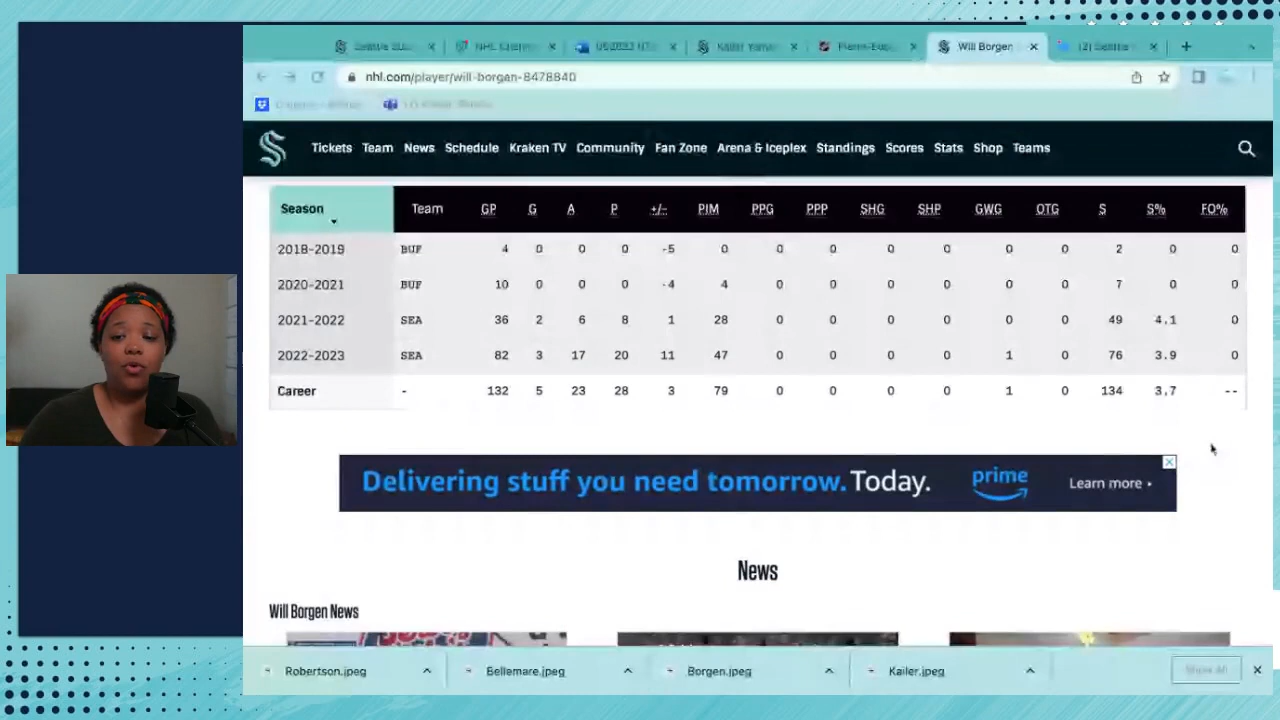 Will Borgen
nhl.com/player/will-borgen-8478840
Tickets Team News Schedule Kraken TV Community Fan Zone Arena & Iceplex Standings Scores Stats Shop Teams
Season Team GP G A P +/- PIM PPG PPP SHG SHP GWG OTG S S% FO%
2018-2019 BUF 4 0 0 0 -5 0 0 0 0 0 0 0 2 0 0
2020-2021 BUF 10 0 0 0 -4 4 0 0 0 0 0 0 7 0 0
2021-2022 SEA 36 2 6 8 1 28 0 0 0 0 0 0 49 4.1 0
2022-2023 SEA 82 3 17 20 11 47 0 0 0 0 1 0 76 3.9 0
Career - 132 5 23 28 3 79 0 0 0 0 1 0 134 3.7 --
Delivering stuff you need tomorrow. Today. prime Learn more
News
Will Borgen News
Robertson.jpeg Bellemare.jpeg Borgen.jpeg Kailer.jpeg Show All